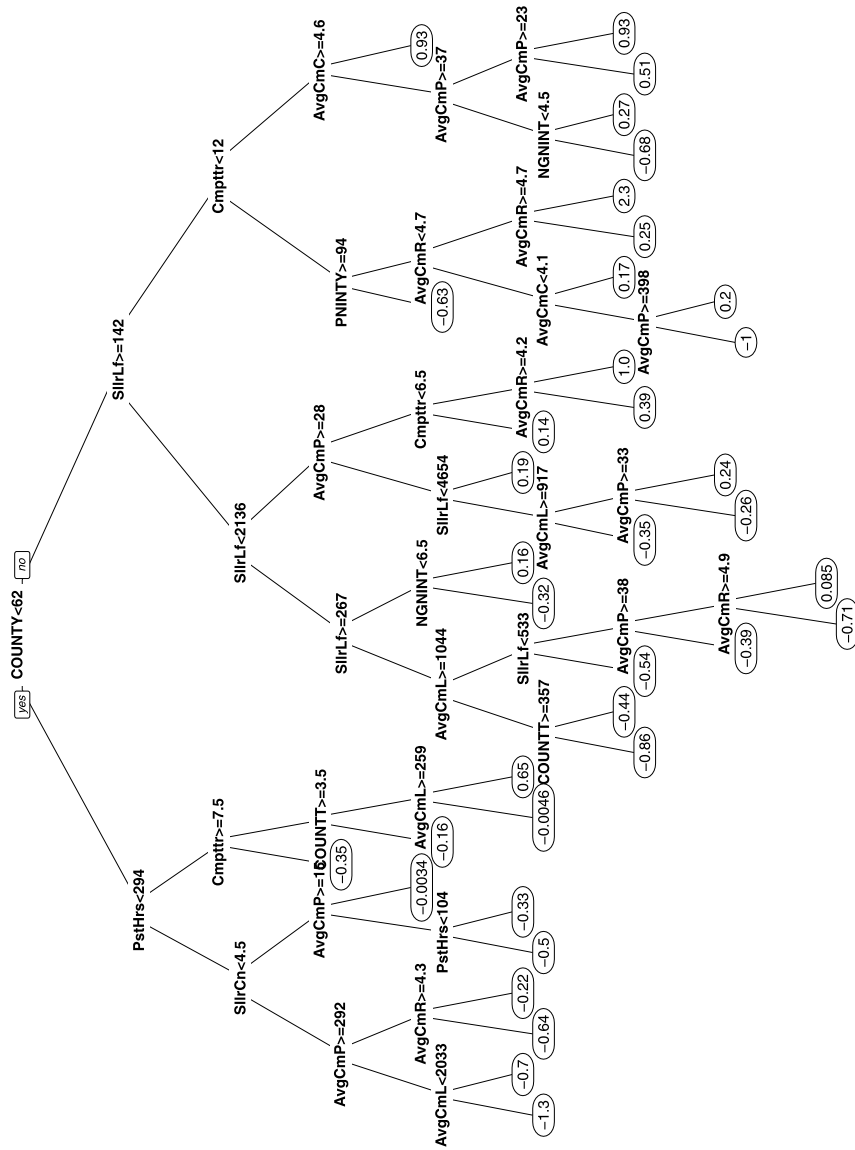 COUNTY<62
yes
no
PstHrs<294
SllrLf>=142
SllrCn<4.5
Cmpttr>=7.5
SllrLf<2136
Cmpttr<12
AvgCmP>=292
AvgCmP>=15
−0.35
COUNTT>=3.5
SllrLf>=267
AvgCmP>=28
PNINTY>=94
AvgCmC>=4.6
AvgCmL<2033
AvgCmR>=4.3
PstHrs<104
−0.0034
−0.16
AvgCmL>=259
AvgCmL>=1044
NGNINT<6.5
SllrLf<4654
Cmpttr<6.5
−0.63
AvgCmR<4.7
AvgCmP>=37
0.93
−1.3
−0.7
−0.64
−0.22
−0.5
−0.33
−0.0046
0.65
COUNTT>=357
SllrLf<533
−0.32
0.16
AvgCmL>=917
0.19
0.14
AvgCmR>=4.2
AvgCmC<4.1
AvgCmR>=4.7
NGNINT<4.5
AvgCmP>=23
−0.86
−0.44
−0.54
AvgCmP>=38
−0.35
AvgCmP>=33
0.39
1.0
AvgCmP>=398
0.17
0.25
2.3
−0.68
0.27
0.51
0.93
−0.39
AvgCmR>=4.9
−0.26
0.24
−1
0.2
−0.71
0.085